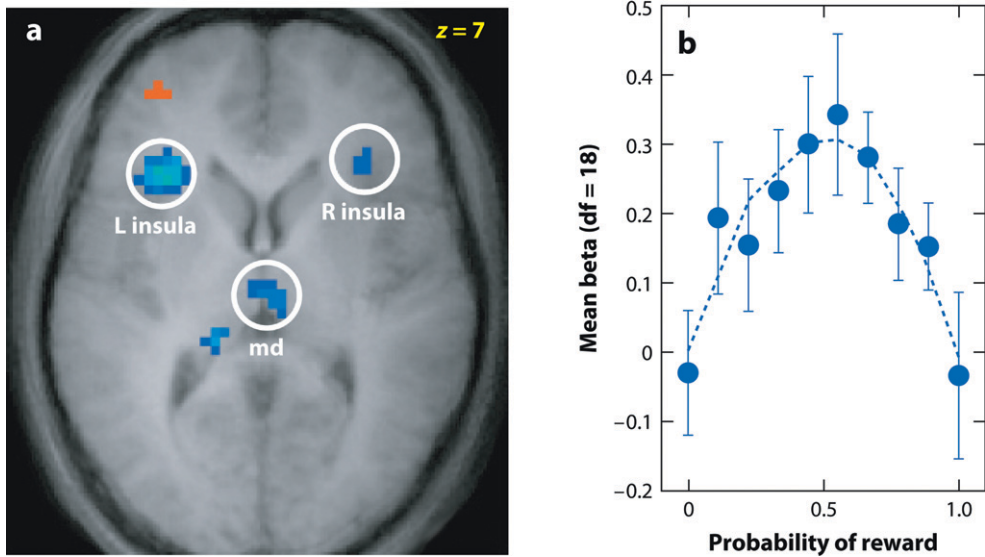 a
z = 7
L insula
R insula
md
b
0.5
0.4
0.3
0.2
0.1
0
−0.1
−0.2
Mean beta (df = 18)
0
0.5
1.0
Probability of reward